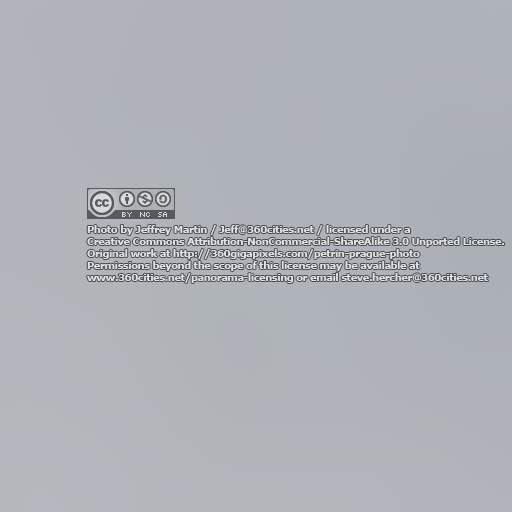 cc
BY NC SA
Photo by Jeffrey Martin / Jeff@360cities.net / licensed under a
Creative Commons Attribution-NonCommercial-ShareAlike 3.0 Unported License.
Original work at http://360gigapixels.com/petrin-prague-photo
Permissions beyond the scope of this license may be available at
www.360cities.net/panorama-licensing or email steve.hercher@360cities.net